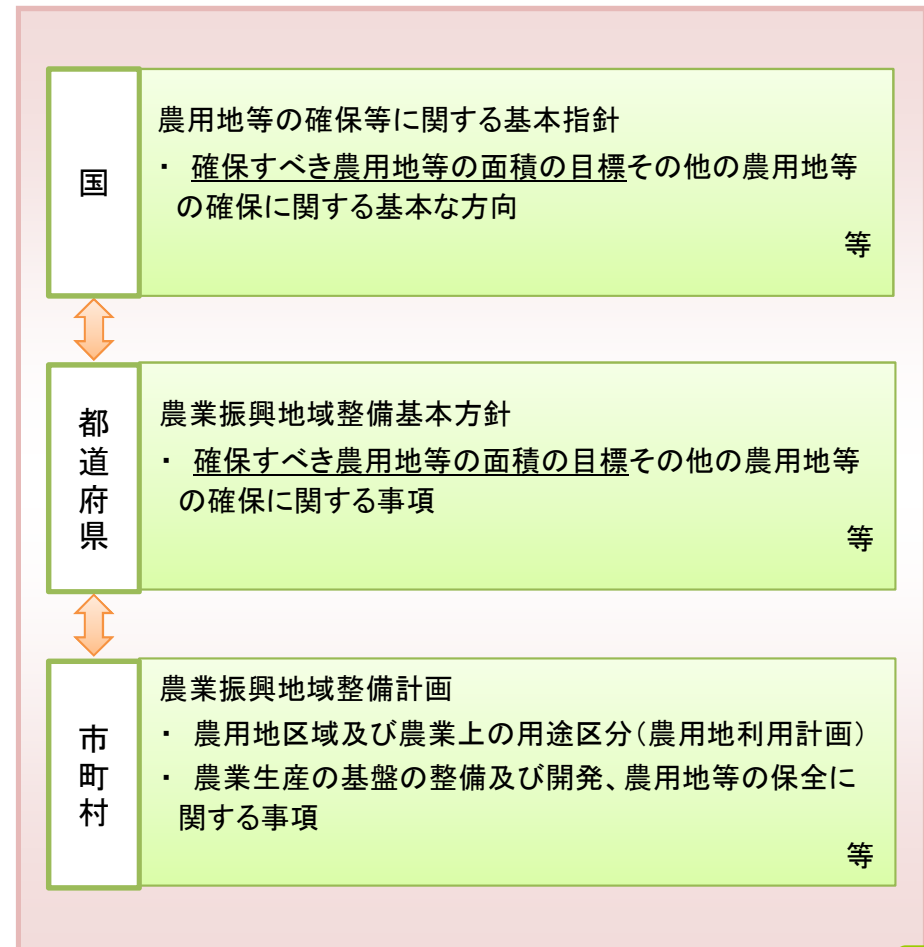 国
農用地等の確保等に関する基本指針
・ 確保すべき農用地等の面積の目標その他の農用地等
の確保に関する基本な方向
等
都道府県
農業振興地域整備基本方針
・ 確保すべき農用地等の面積の目標その他の農用地等
の確保に関する事項
等
市町村
農業振興地域整備計画
・ 農用地区域及び農業上の用途区分(農用地利用計画)
・ 農業生産の基盤の整備及び開発、農用地等の保全に
関する事項
等